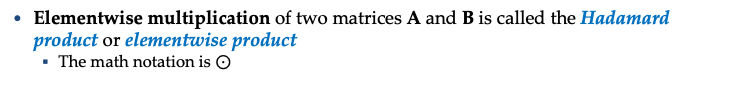 • Elementwise multiplication of two matrices A and B is called the Hadamard
product or elementwise product
▪ The math notation is ⊙